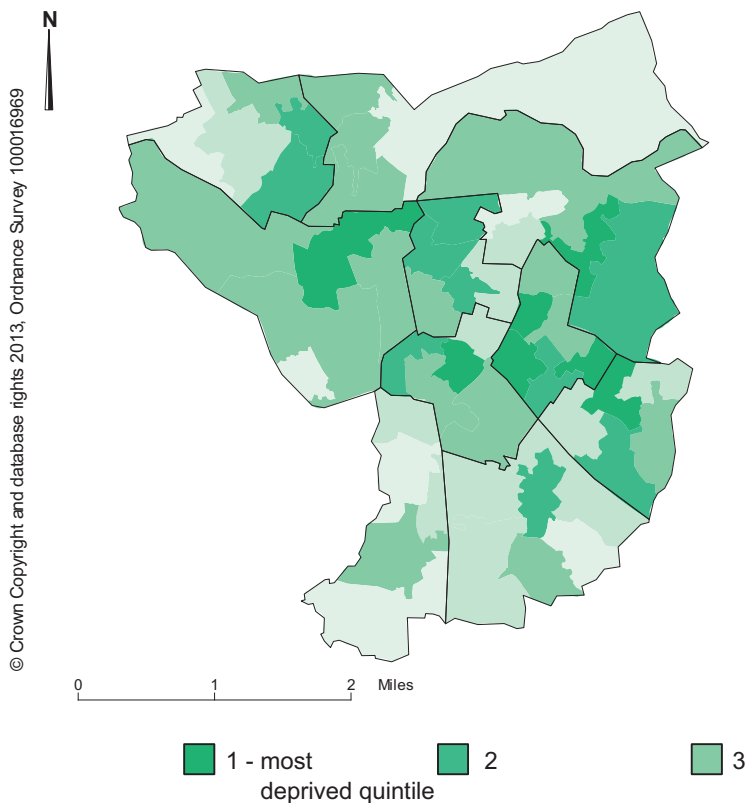 N
© Crown Copyright and database rights 2013, Ordnance Survey 100016969
0 1 2 Miles
1 - most 2 3
deprived quintile